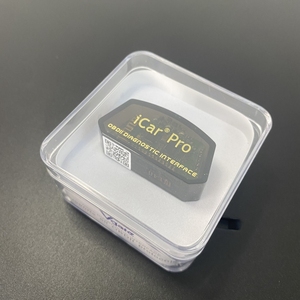 iCar® Pro
OBDII DIAGNOSTIC INTERFACE